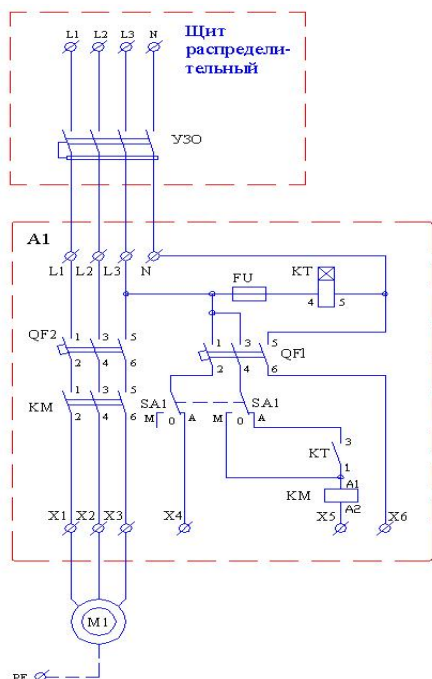 L1 L2 L3 N
Щит
распредели-
тельный
УЗО
A1
L1 L2 L3 N
FU KT
4 5
QF2 1 3 5
2 4 6
1 3 5 QF1
2 4 6
KM 1 3 5
2 4 6
SA1 SA1
M 0 A M 0 A
KT 3
1
KM A1
A2
X1 X2 X3 X4 X5 X6
M1
PE